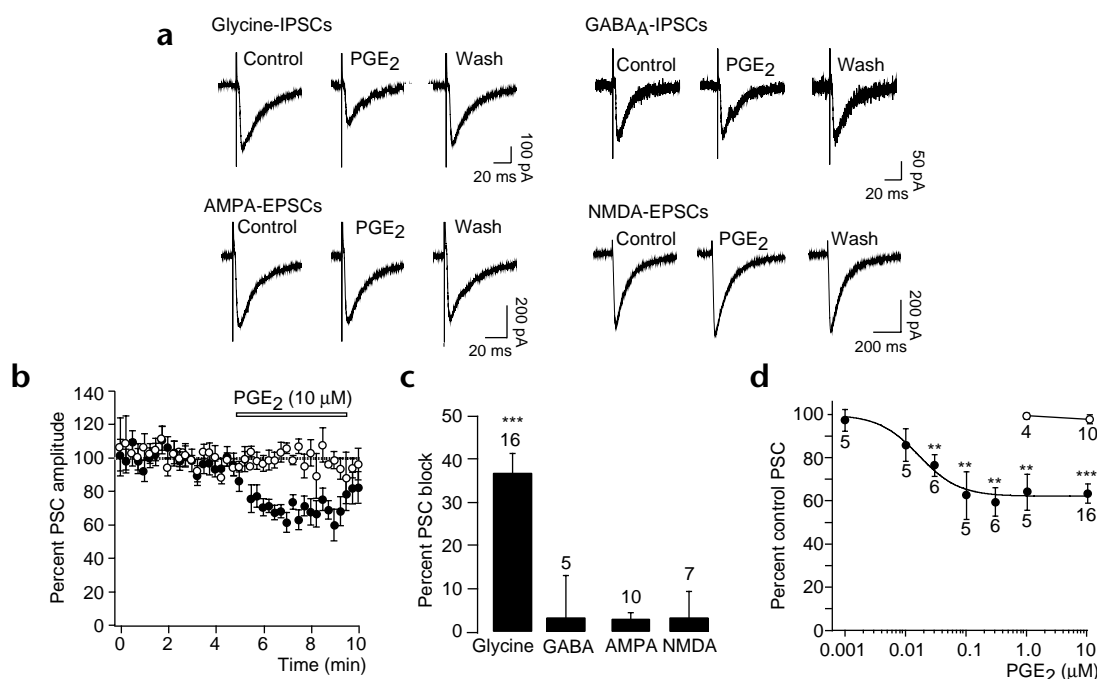 a
Glycine-IPSCs
Control PGE2 Wash
100 pA
20 ms
GABAA-IPSCs
Control PGE2 Wash
50 pA
20 ms
AMPA-EPSCs
Control PGE2 Wash
200 pA
20 ms
NMDA-EPSCs
Control PGE2 Wash
200 pA
200 ms
b
PGE2 (10 µM)
Percent PSC amplitude
140
120
100
80
60
40
20
0
0 2 4 6 8 10
Time (min)
c
Percent PSC block
50
40
30
20
10
0
***
16
5
10
7
Glycine GABA AMPA NMDA
d
Percent control PSC
100
80
60
40
20
0
4 10
5
5
**
6
**
5
**
6
**
5
***
16
0.001 0.01 0.1 1.0 10
PGE2 (µM)